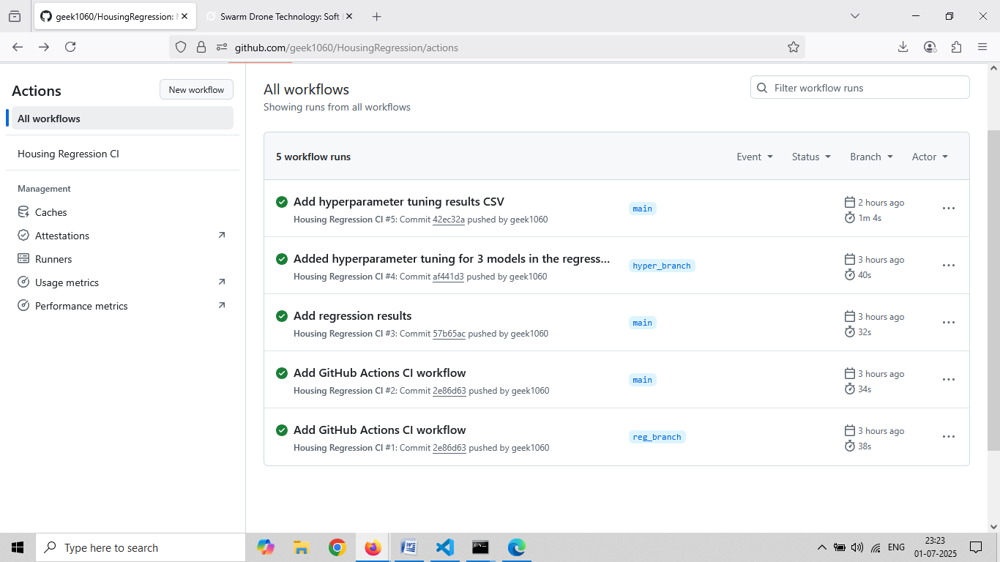 geek1060/HousingRegression:
Swarm Drone Technology: Soft
github.com/geek1060/HousingRegression/actions
Actions
New workflow
All workflows
Housing Regression CI
Management
Caches
Attestations
Runners
Usage metrics
Performance metrics
All workflows
Showing runs from all workflows
Filter workflow runs
5 workflow runs
Event
Status
Branch
Actor
Add hyperparameter tuning results CSV
Housing Regression CI #5: Commit 42ec32a pushed by geek1060
main
2 hours ago
1m 4s
Added hyperparameter tuning for 3 models in the regress...
Housing Regression CI #4: Commit af441d3 pushed by geek1060
hyper_branch
3 hours ago
40s
Add regression results
Housing Regression CI #3: Commit 57b65ac pushed by geek1060
main
3 hours ago
32s
Add GitHub Actions CI workflow
Housing Regression CI #2: Commit 2e86d63 pushed by geek1060
main
3 hours ago
34s
Add GitHub Actions CI workflow
Housing Regression CI #1: Commit 2e86d63 pushed by geek1060
reg_branch
3 hours ago
38s
Type here to search
ENG
23:23
01-07-2025